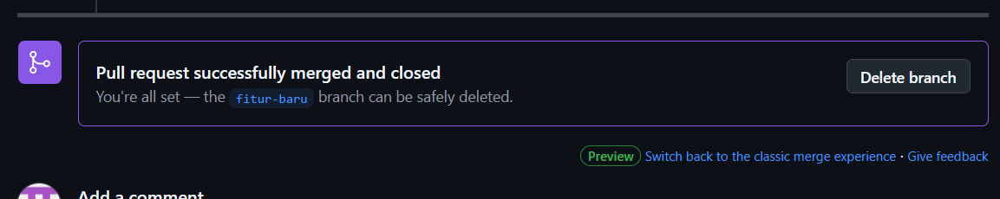 Pull request successfully merged and closed
You're all set — the fitur-baru branch can be safely deleted.
Delete branch
Preview Switch back to the classic merge experience · Give feedback
Add a comment